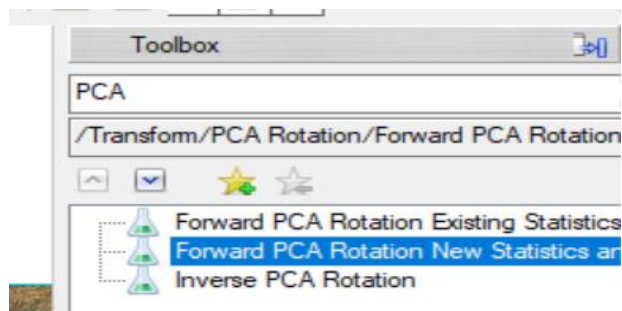 Toolbox
PCA
/Transform/PCA Rotation/Forward PCA Rotation
Forward PCA Rotation Existing Statistics
Forward PCA Rotation New Statistics an
Inverse PCA Rotation